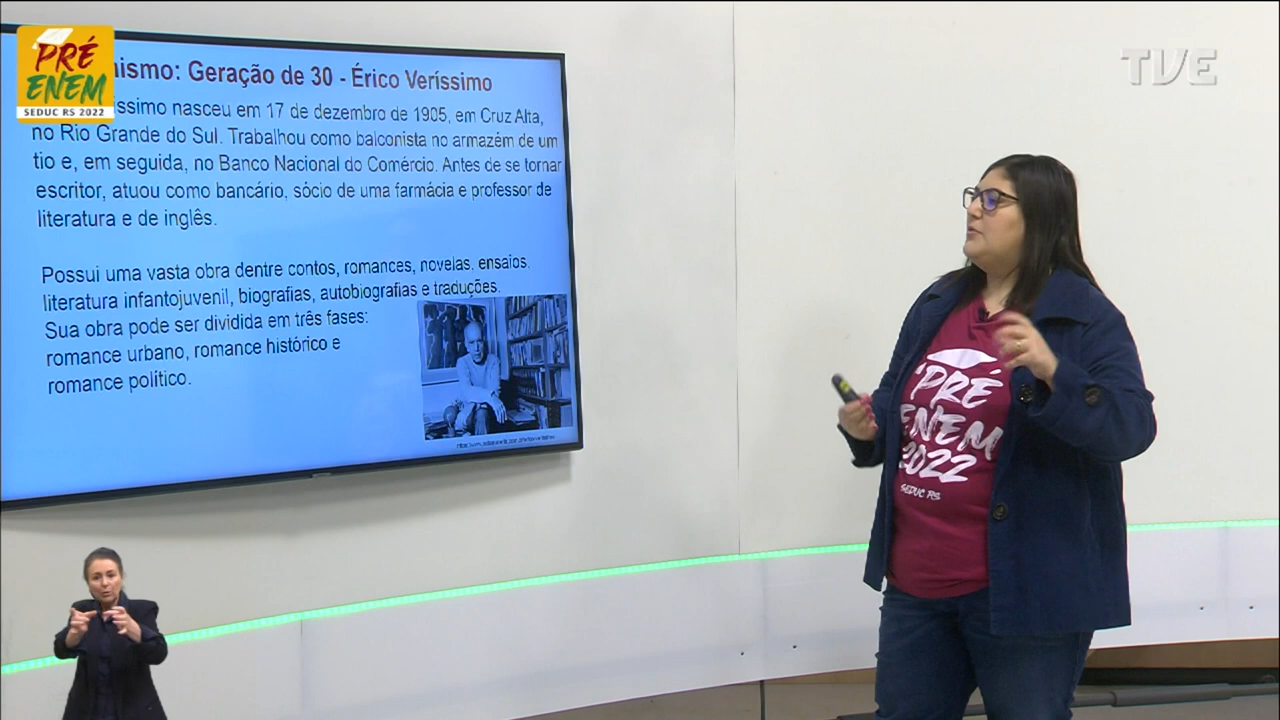 PRÉ
ENEM
SEDUC RS 2022
TVE
nismo: Geração de 30 - Érico Veríssimo
íssimo nasceu em 17 de dezembro de 1905, em Cruz Alta,
no Rio Grande do Sul. Trabalhou como balconista no armazém de um
tio e, em seguida, no Banco Nacional do Comércio. Antes de se tornar
escritor, atuou como bancário, sócio de uma farmácia e professor de
literatura e de inglês.
Possui uma vasta obra dentre contos, romances, novelas, ensaios,
literatura infantojuvenil, biografias, autobiografias e traduções.
Sua obra pode ser dividida em três fases:
romance urbano, romance histórico e
romance político.
PRÉ
ENEM
2022
SEDUC RS